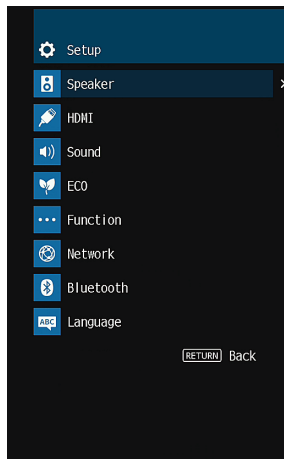 Setup
Speaker
HDMI
Sound
ECO
Function
Network
Bluetooth
ABC Language
RETURN Back